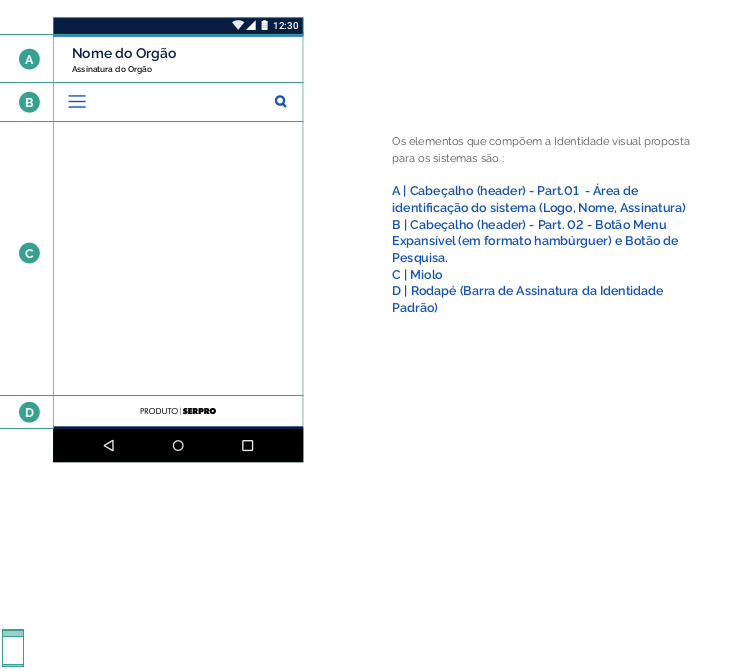 12:30
A
Nome do Orgão
Assinatura do Orgão
B
C
D
PRODUTO | SERPRO
Os elementos que compõem a Identidade visual proposta
para os sistemas são :
A | Cabeçalho (header) - Part.01 - Área de
identificação do sistema (Logo, Nome, Assinatura)
B | Cabeçalho (header) - Part. 02 - Botão Menu
Expansível (em formato hambúrguer) e Botão de
Pesquisa.
C | Miolo
D | Rodapé (Barra de Assinatura da Identidade
Padrão)